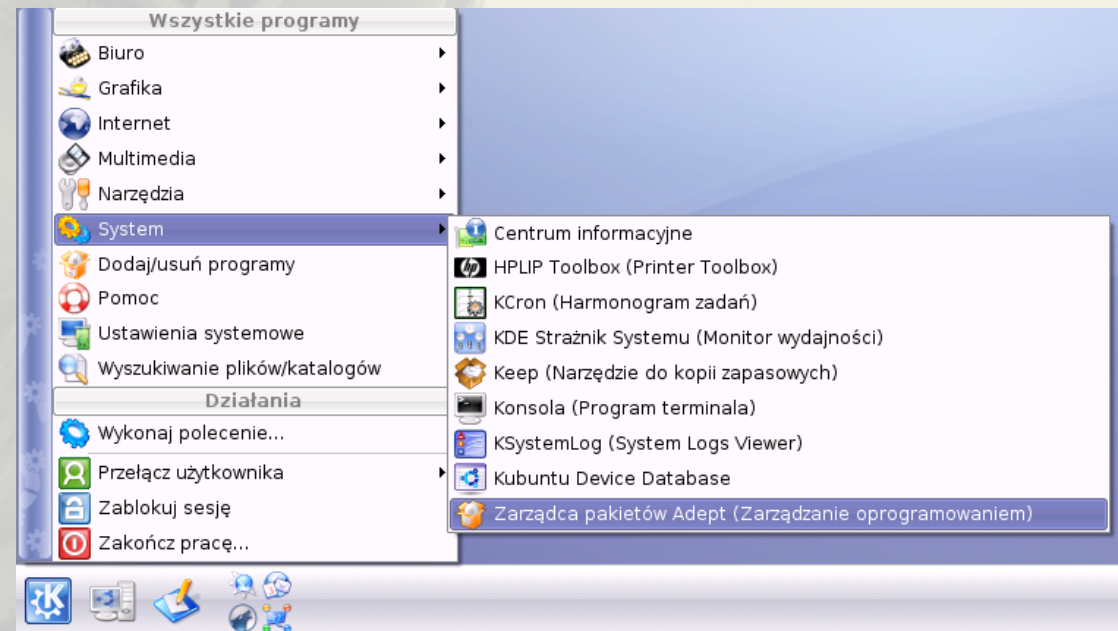 Wszystkie programy
Biuro
Grafika
Internet
Multimedia
Narzędzia
System
Dodaj/usuń programy
Pomoc
Ustawienia systemowe
Wyszukiwanie plików/katalogów
Działania
Wykonaj polecenie...
Przełącz użytkownika
Zablokuj sesję
Zakończ pracę...
Centrum informacyjne
HPLIP Toolbox (Printer Toolbox)
KCron (Harmonogram zadań)
KDE Strażnik Systemu (Monitor wydajności)
Keep (Narzędzie do kopii zapasowych)
Konsola (Program terminala)
KSystemLog (System Logs Viewer)
Kubuntu Device Database
Zarządca pakietów Adept (Zarządzanie oprogramowaniem)